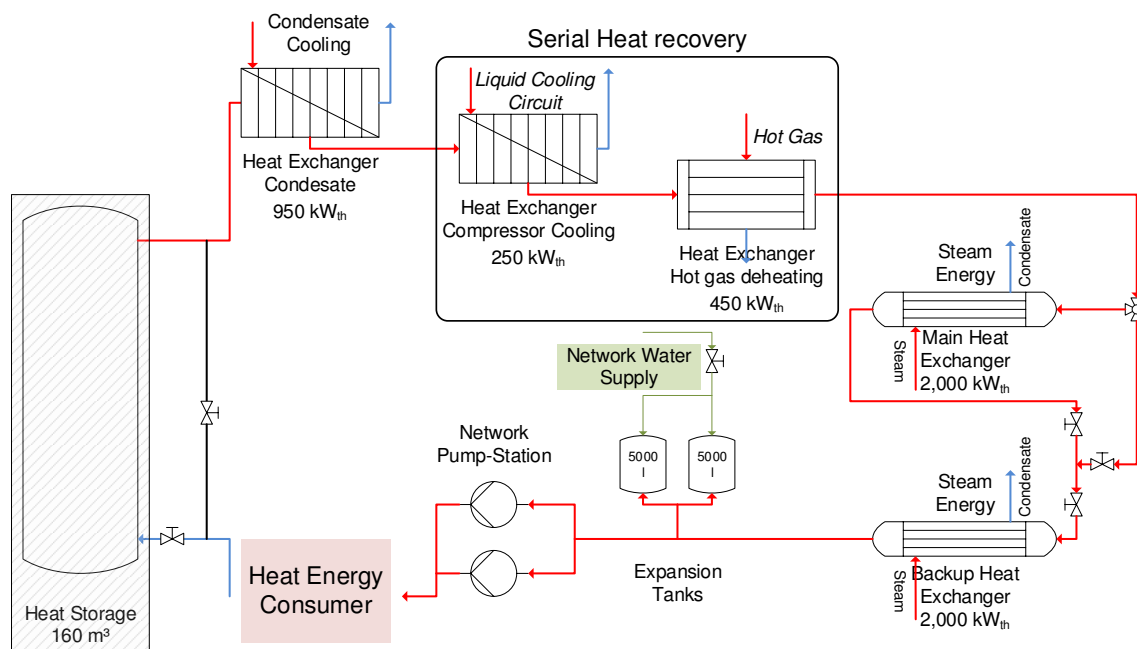 Condensate
Cooling
Serial Heat recovery
Liquid Cooling
Circuit
Hot Gas
Heat Exchanger
Condesate
950 kWth
Heat Exchanger
Compressor Cooling
250 kWth
Heat Exchanger
Hot gas deheating
450 kWth
Steam
Energy
Condensate
Steam
Main Heat
Exchanger
2,000 kWth
Network Water
Supply
Network
Pump-Station
5000
l
5000
l
Steam
Energy
Condensate
Steam
Backup Heat
Exchanger
2,000 kWth
Expansion
Tanks
Heat Energy
Consumer
Heat Storage
160 m³